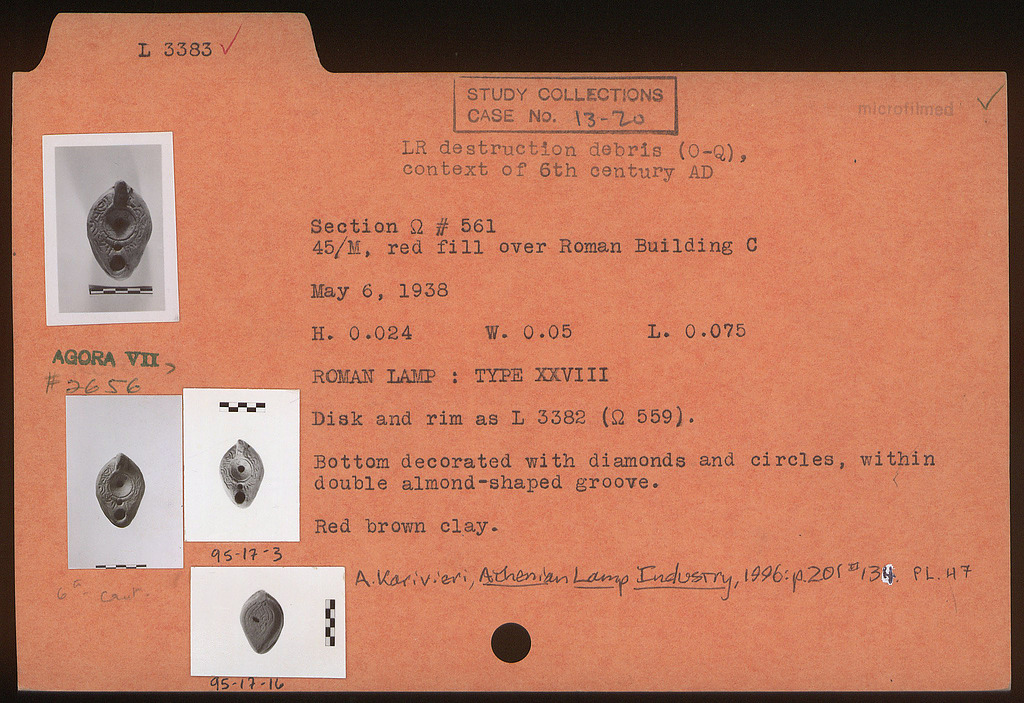 L 3383 ✓
STUDY COLLECTIONS
CASE No. 13-20
microfilmed ✓
LR destruction debris (O-Q),
context of 6th century AD
Section Ω # 561
45/M, red fill over Roman Building C
May 6, 1938
H. 0.024 W. 0.05 L. 0.075
AGORA VII,
#2656
ROMAN LAMP : TYPE XXVIII
Disk and rim as L 3382 (Ω 559).
Bottom decorated with diamonds and circles, within
double almond-shaped groove.
Red brown clay.
95-17-3
A. Karivieri, Athenian Lamp Industry, 1996: p. 201 # 134. PL. 47
6a cent.
95-17-16